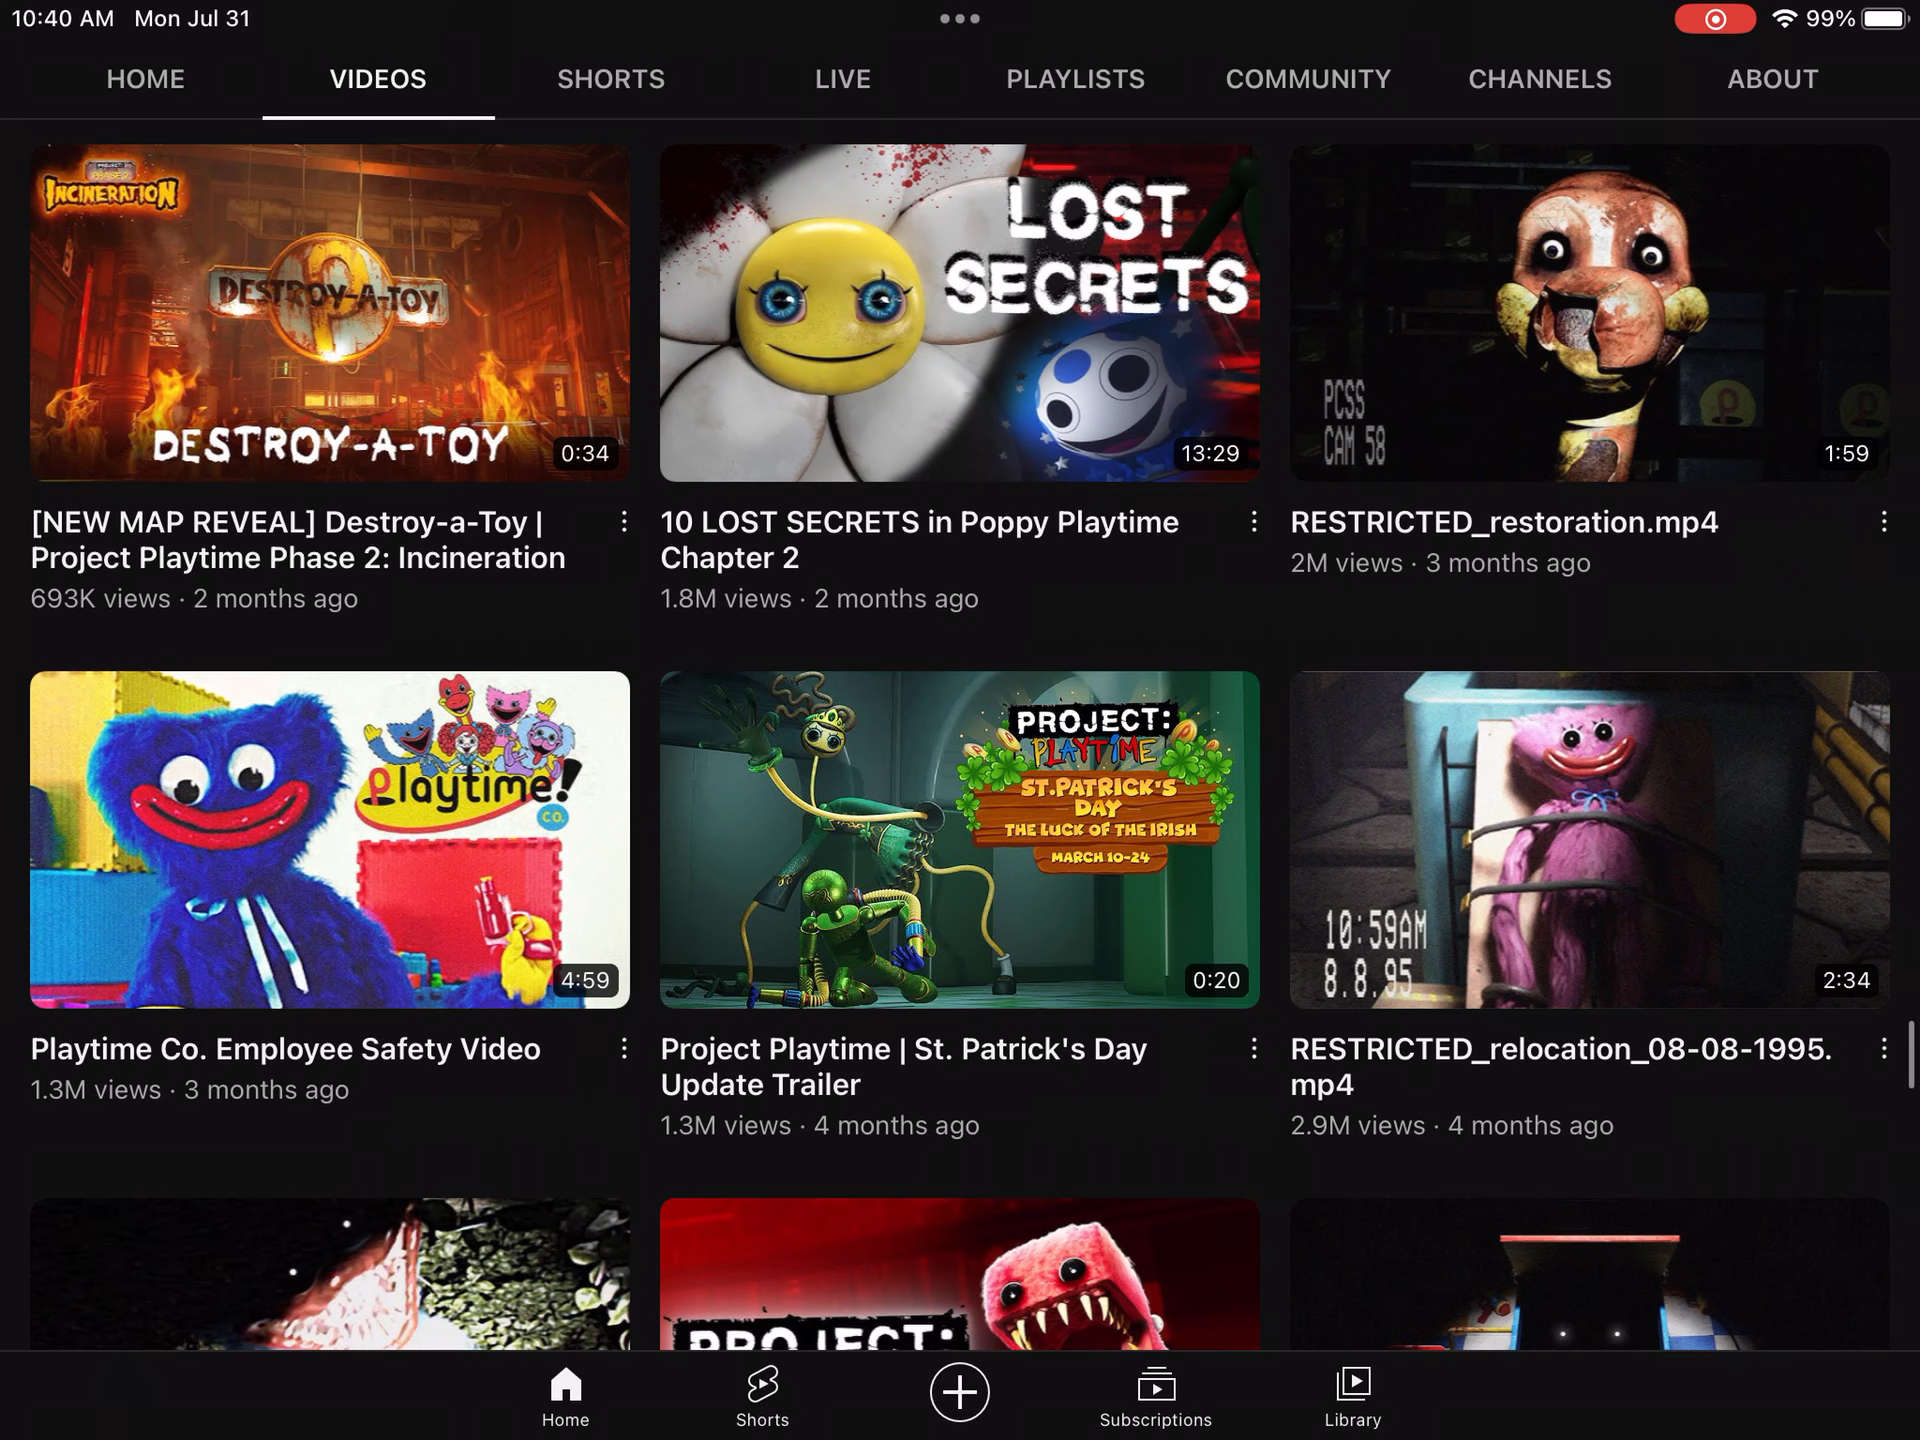 10:40 AM Mon Jul 31
99%
HOME
VIDEOS
SHORTS
LIVE
PLAYLISTS
COMMUNITY
CHANNELS
ABOUT
INCINERATION
DESTROY-A-TOY
DESTROY-A-TOY
0:34
LOST
SECRETS
13:29
PCSS
CAM 58
1:59
[NEW MAP REVEAL] Destroy-a-Toy |
Project Playtime Phase 2: Incineration
693K views · 2 months ago
10 LOST SECRETS in Poppy Playtime
Chapter 2
1.8M views · 2 months ago
RESTRICTED_restoration.mp4
2M views · 3 months ago
Playtime!
CO.
4:59
PROJECT:
PLAYTIME
ST.PATRICK'S
DAY
THE LUCK OF THE IRISH
MARCH 10-24
0:20
10:59AM
8.8.95
2:34
Playtime Co. Employee Safety Video
1.3M views · 3 months ago
Project Playtime | St. Patrick's Day
Update Trailer
1.3M views · 4 months ago
RESTRICTED_relocation_08-08-1995.
mp4
2.9M views · 4 months ago
PROJECT:
Home
Shorts
Subscriptions
Library